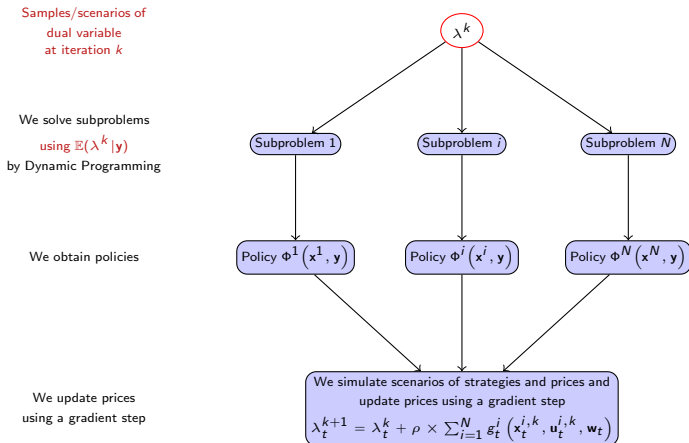 Samples/scenarios of
dual variable
at iteration k
λ^k
We solve subproblems
using 𝔼(λ^k|y)
by Dynamic Programming
Subproblem 1
Subproblem i
Subproblem N
We obtain policies
Policy Φ^1(x^1, y)
Policy Φ^i(x^i, y)
Policy Φ^N(x^N, y)
We update prices
using a gradient step
We simulate scenarios of strategies and prices and
update prices using a gradient step
λ_t^{k+1} = λ_t^k + ρ × ∑_{i=1}^N g_t^i (x_t^{i,k}, u_t^{i,k}, w_t)